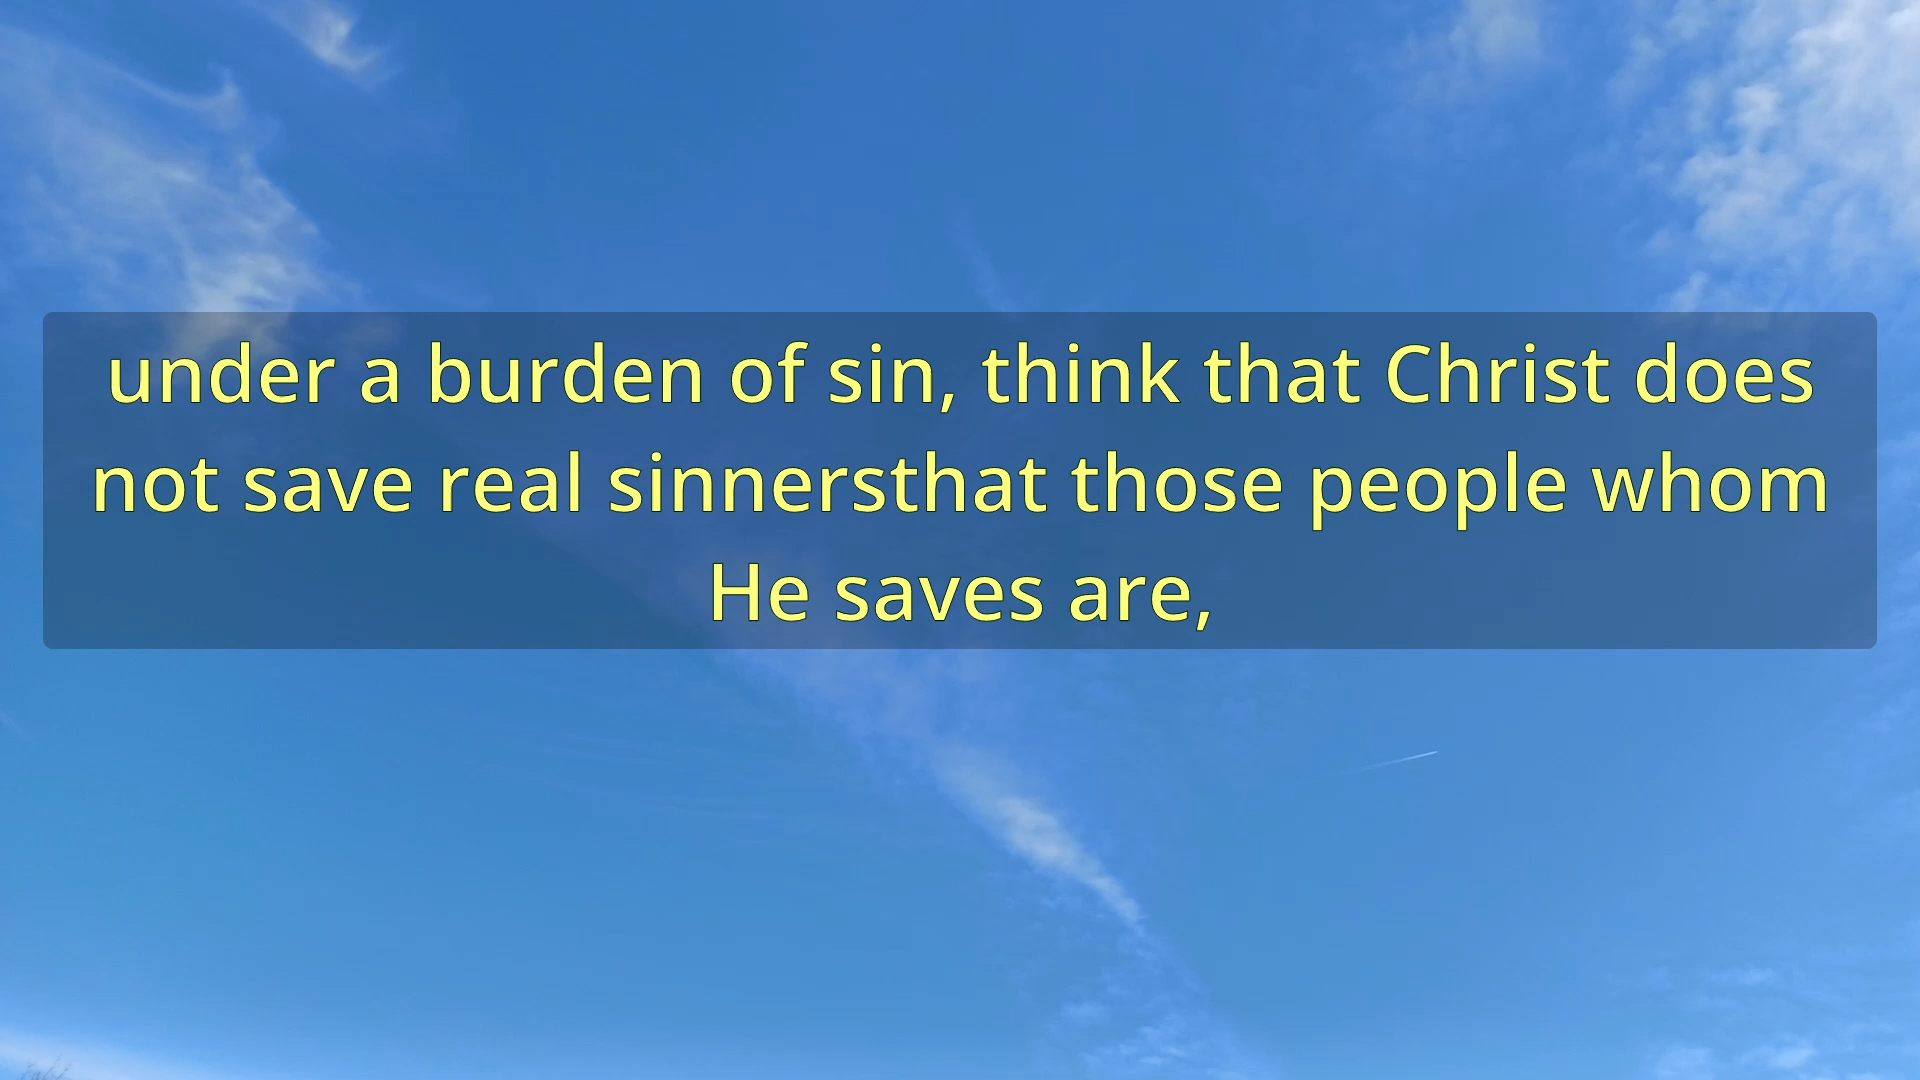 under a burden of sin, think that Christ does
not save real sinnersthat those people whom
He saves are,